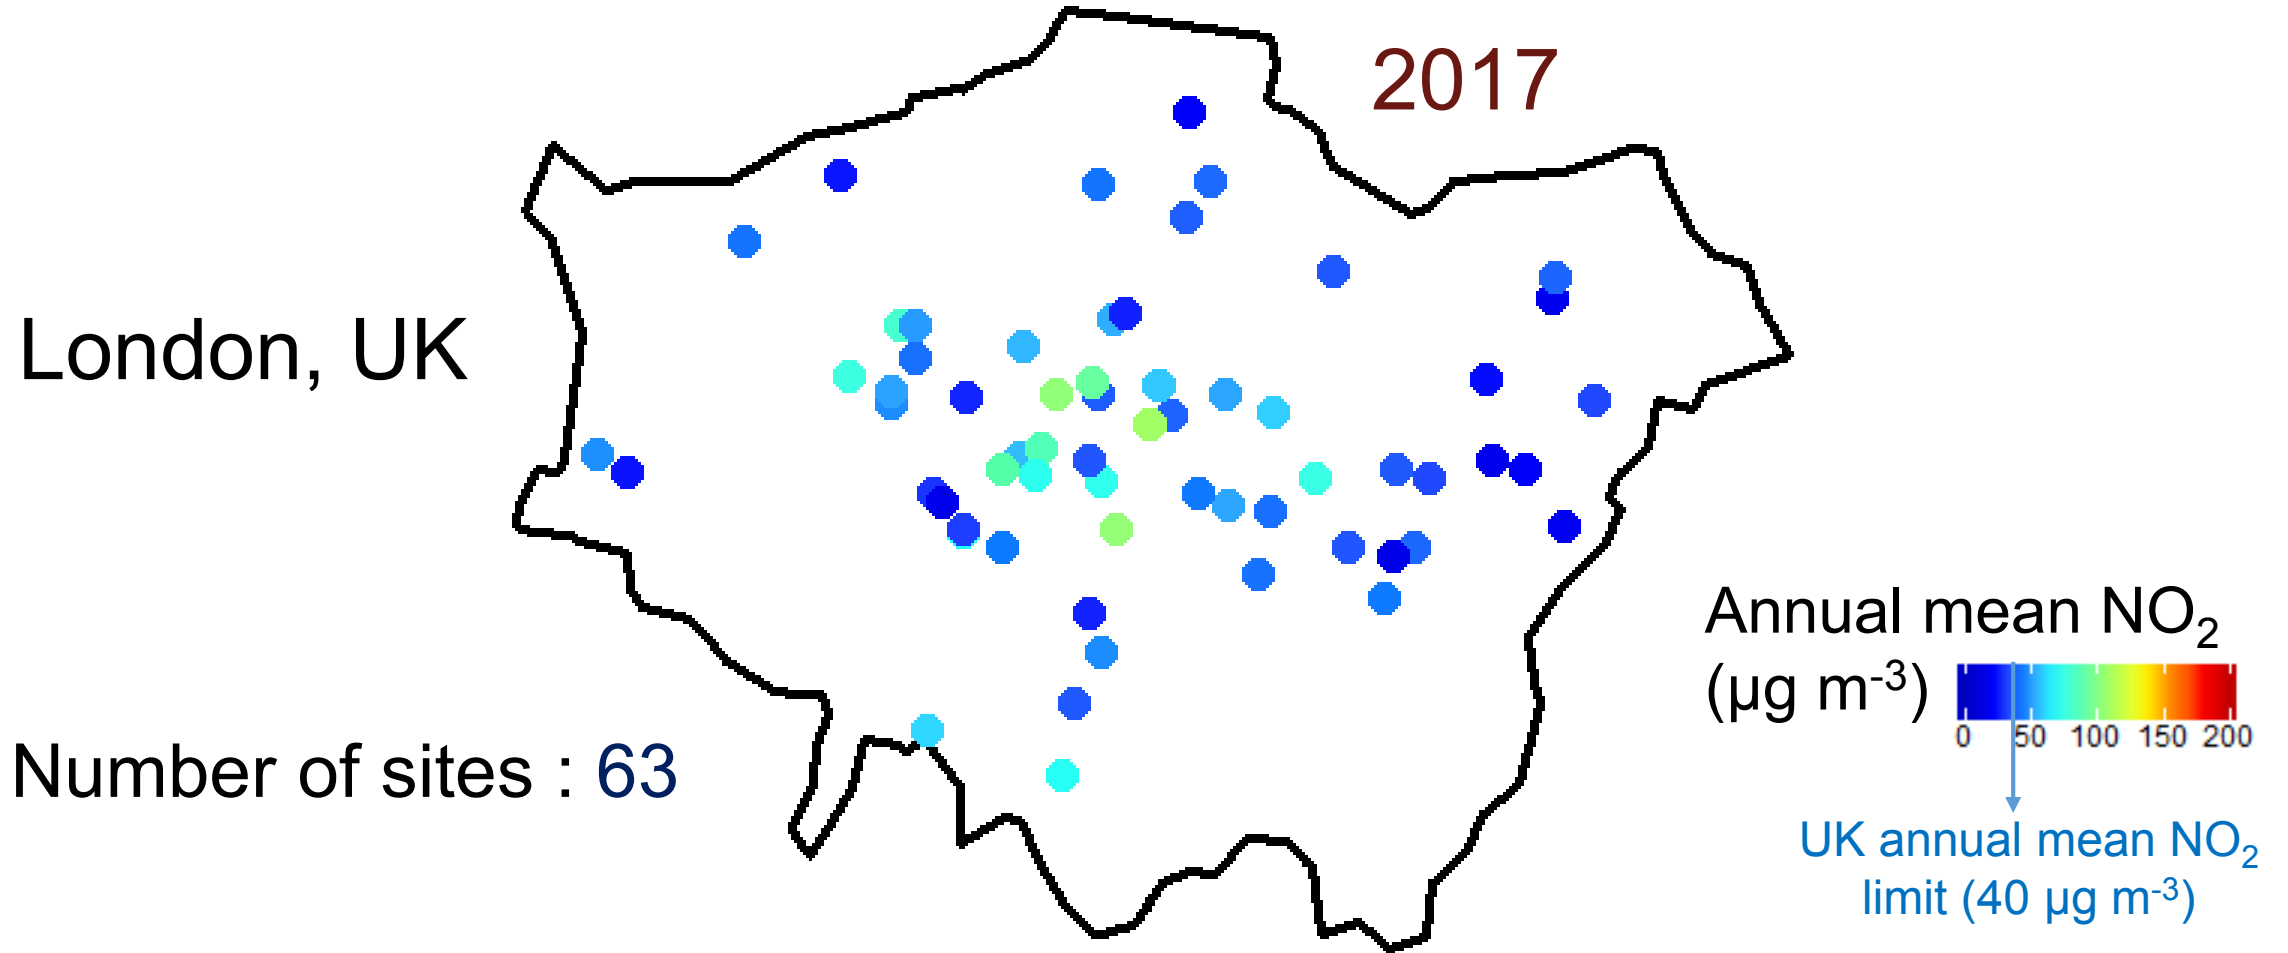 2017
London, UK
Number of sites : 63
Annual mean NO₂
(µg m⁻³)
0 50 100 150 200
UK annual mean NO₂
limit (40 µg m⁻³)